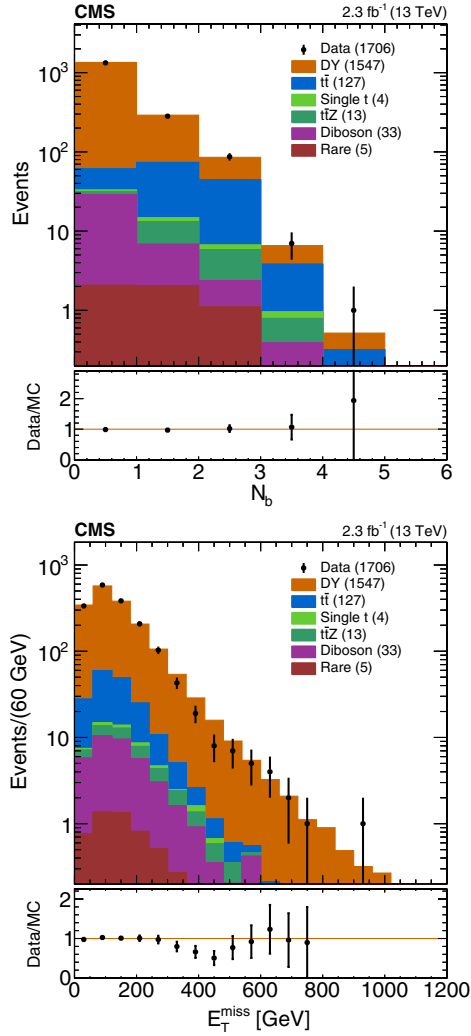 CMS 2.3 fb⁻¹ (13 TeV)
Data (1706)
DY (1547)
tt̄ (127)
Single t (4)
tt̄Z (13)
Diboson (33)
Rare (5)
Events
10³
10²
10
1
Data/MC
2
1
0
0 1 2 3 4 5 6
N_b
CMS 2.3 fb⁻¹ (13 TeV)
Data (1706)
DY (1547)
tt̄ (127)
Single t (4)
tt̄Z (13)
Diboson (33)
Rare (5)
Events/(60 GeV)
10³
10²
10
1
Data/MC
2
1
0
0 200 400 600 800 1000 1200
E_T^miss [GeV]